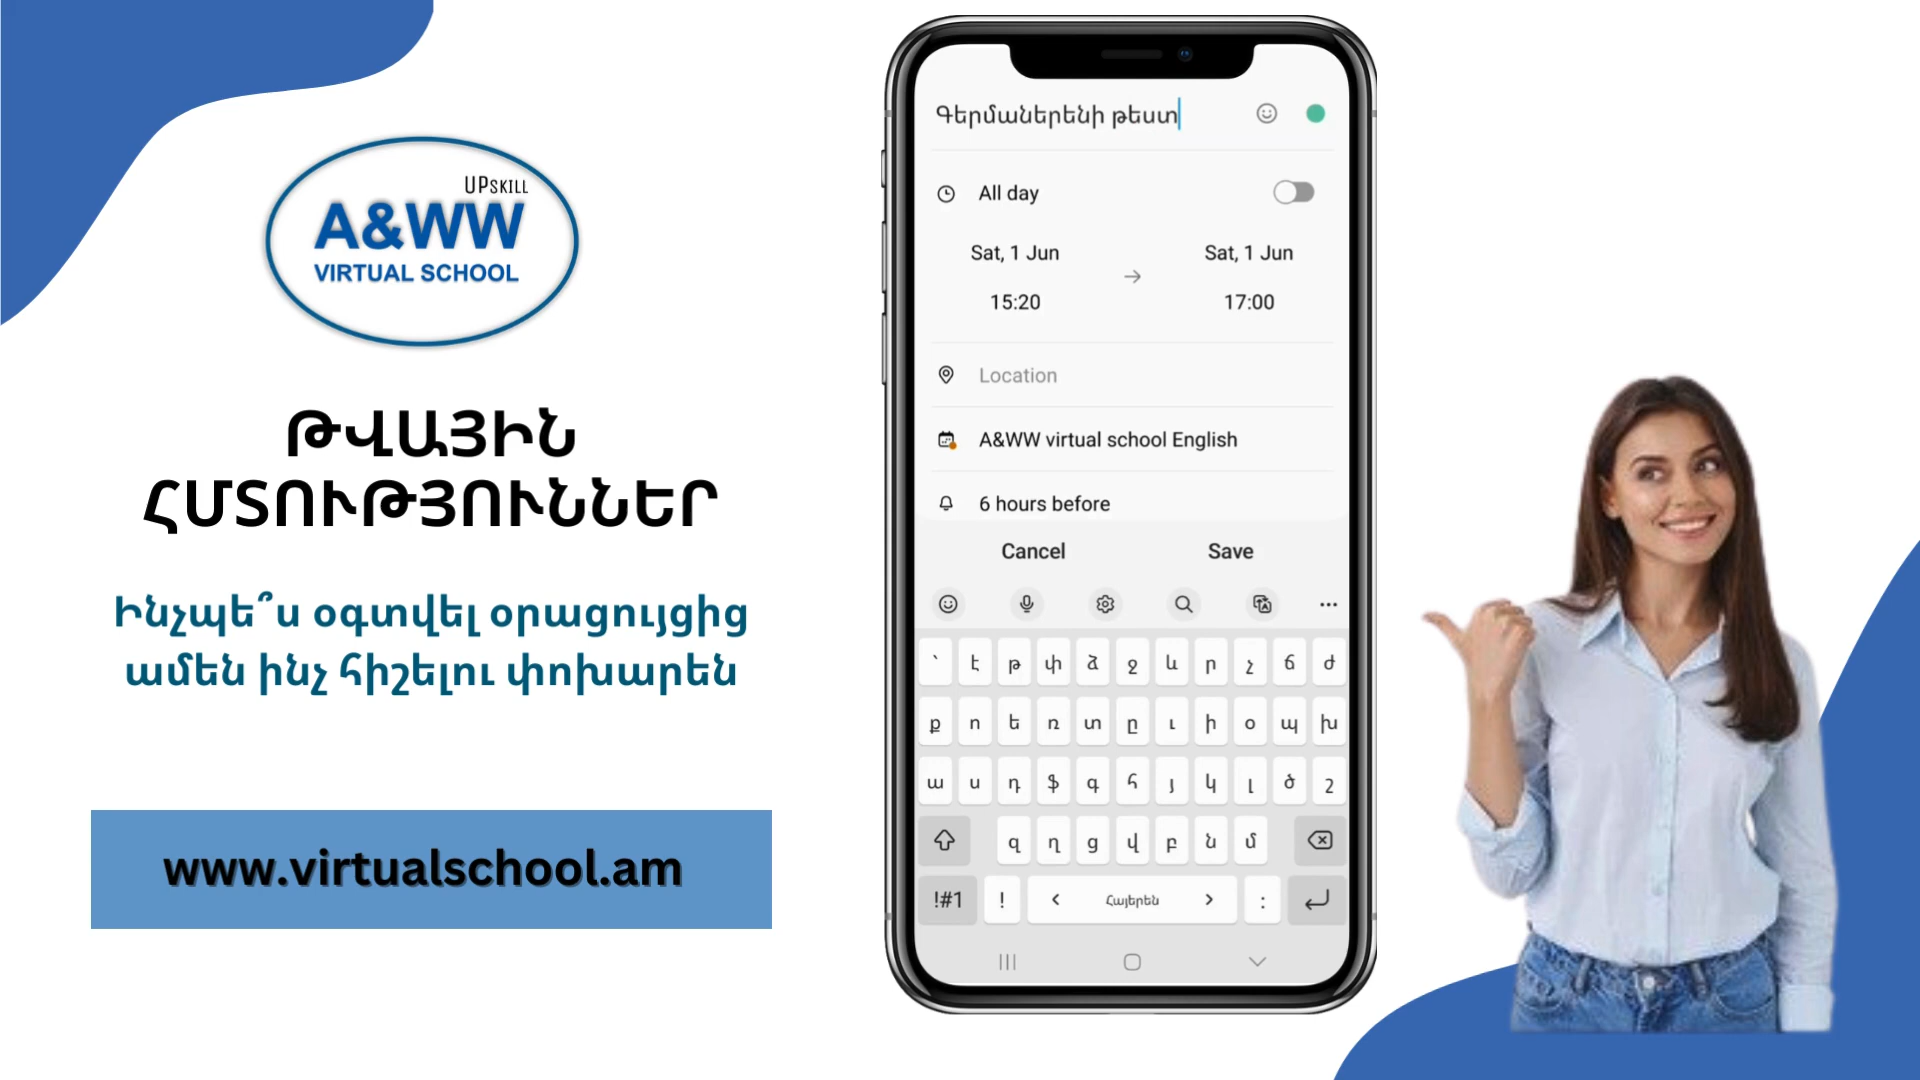 UPSKILL
A&WW
VIRTUAL SCHOOL
ԹՎԱՅԻՆ
ՀՄՏՈՒԹՅՈՒՆՆԵՐ
Ինչպե՞ս օգտվել օրացույցից
ամեն ինչ հիշելու փոխարեն
www.virtualschool.am
Գերմաներենի թեստ
All day
Sat, 1 Jun
Sat, 1 Jun
15:20
17:00
Location
A&WW virtual school English
6 hours before
Cancel
Save
՝ է թ փ ձ ջ և ր չ ճ ժ
ք ո ե ռ տ ը ւ ի օ պ խ
ա ս դ ֆ գ հ յ կ լ ծ շ
զ ղ ց վ բ ն մ
!#1 ! < Հայերեն > :